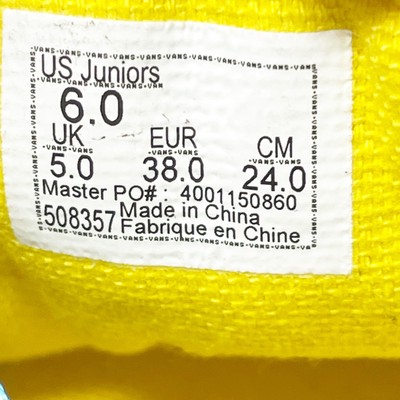 US Juniors
6.0
UK EUR CM
5.0 38.0 24.0
Master PO# : 4001150860
508357 Made in China
Fabrique en Chine